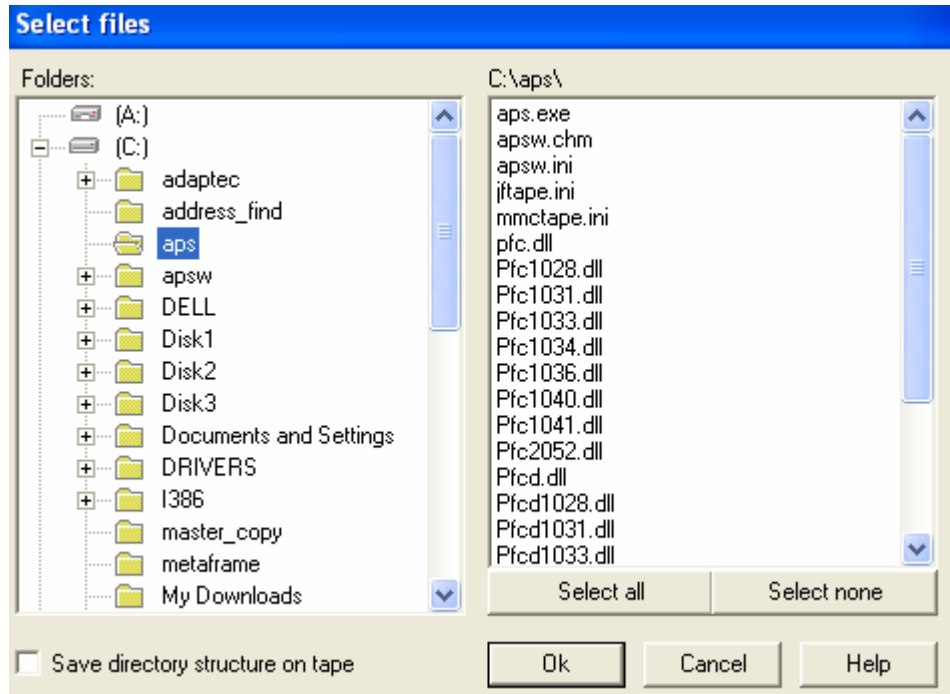 Select files
Folders:
(A:)
(C:)
adaptec
address_find
aps
apsw
DELL
Disk1
Disk2
Disk3
Documents and Settings
DRIVERS
I386
master_copy
metaframe
My Downloads
Save directory structure on tape
C:\aps\
aps.exe
apsw.chm
apsw.ini
jftape.ini
mmctape.ini
pfc.dll
Pfc1028.dll
Pfc1031.dll
Pfc1033.dll
Pfc1034.dll
Pfc1036.dll
Pfc1040.dll
Pfc1041.dll
Pfc2052.dll
Pfcd.dll
Pfcd1028.dll
Pfcd1031.dll
Pfcd1033.dll
Select all Select none
Ok Cancel Help